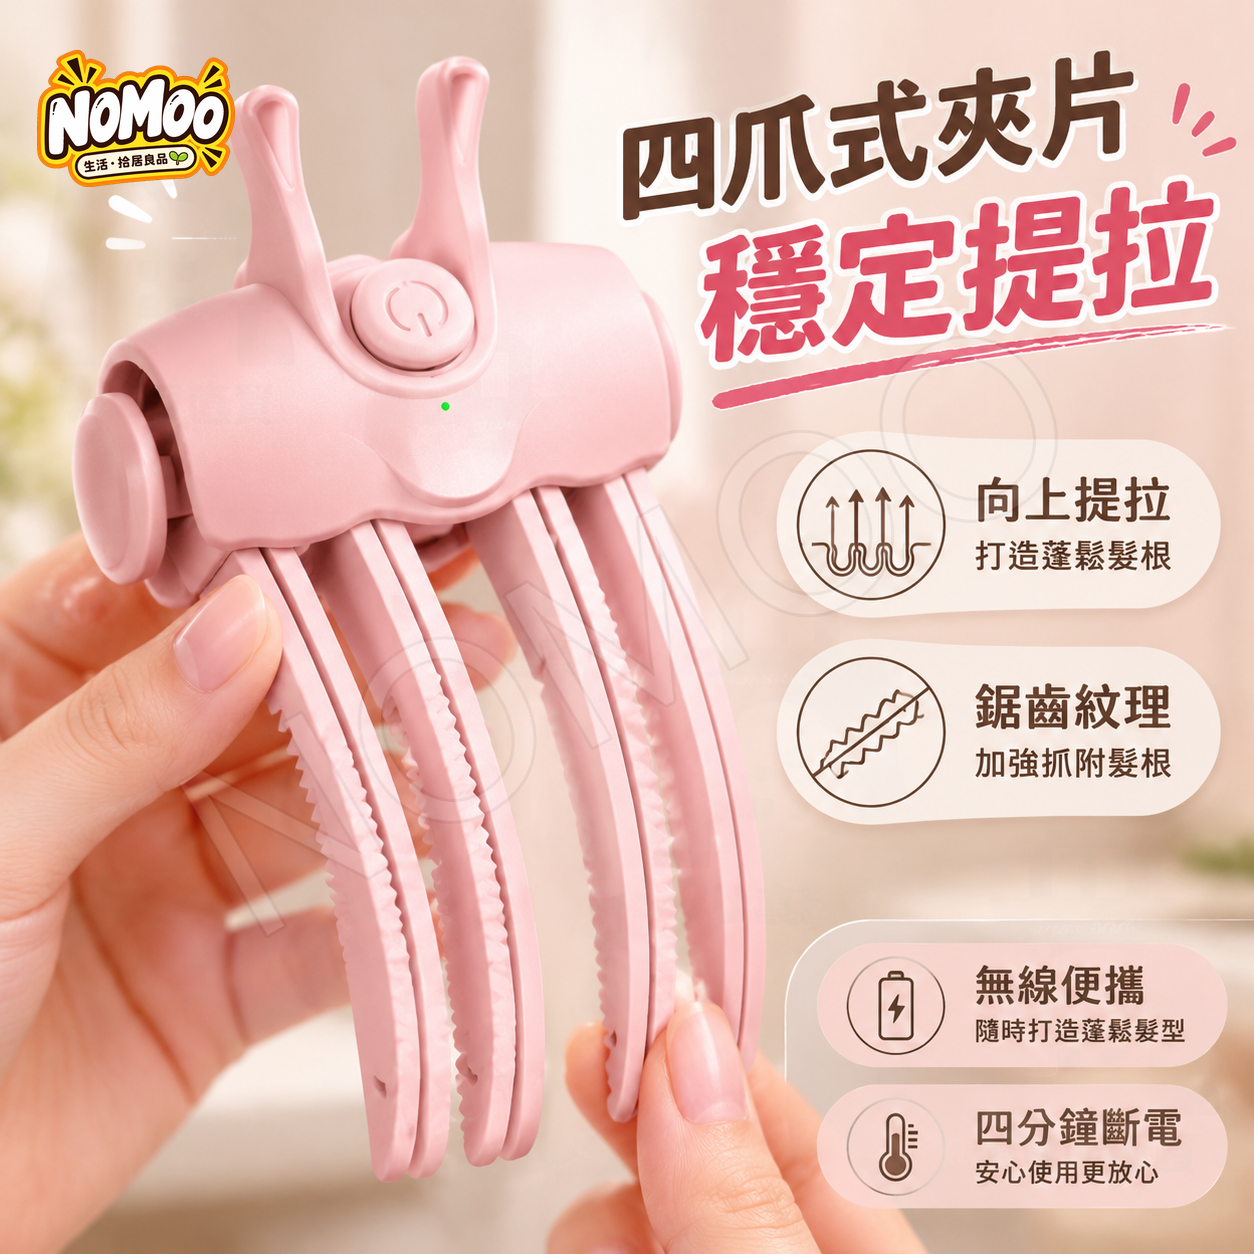 NOMOO
生活・拾居良品
四爪式夾片
穩定提拉
向上提拉
打造蓬鬆髮根
鋸齒紋理
加強抓附髮根
無線便攜
隨時打造蓬鬆髮型
四分鐘斷電
安心使用更放心
NOMOO